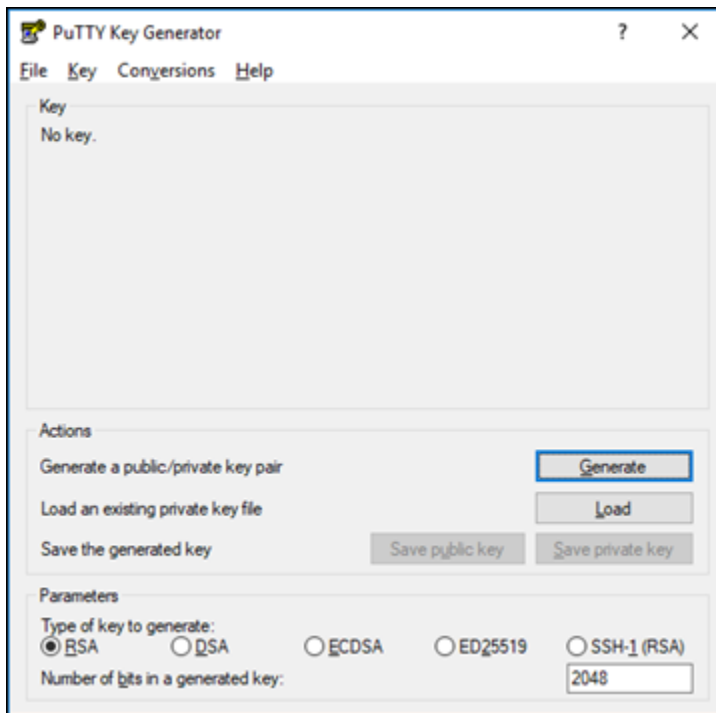 PuTTY Key Generator ? ×
File Key Conversions Help
Key
No key.
Actions
Generate a public/private key pair Generate
Load an existing private key file Load
Save the generated key Save public key Save private key
Parameters
Type of key to generate:
RSA DSA ECDSA ED25519 SSH-1 (RSA)
Number of bits in a generated key: 2048